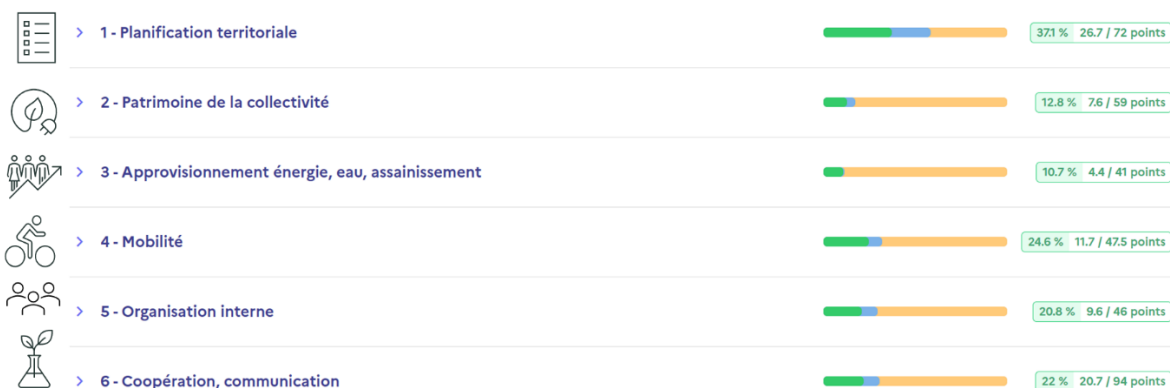 1 - Planification territoriale 37.1 % 26.7 / 72 points
2 - Patrimoine de la collectivité 12.8 % 7.6 / 59 points
3 - Approvisionnement énergie, eau, assainissement 10.7 % 4.4 / 41 points
4 - Mobilité 24.6 % 11.7 / 47.5 points
5 - Organisation interne 20.8 % 9.6 / 46 points
6 - Coopération, communication 22 % 20.7 / 94 points